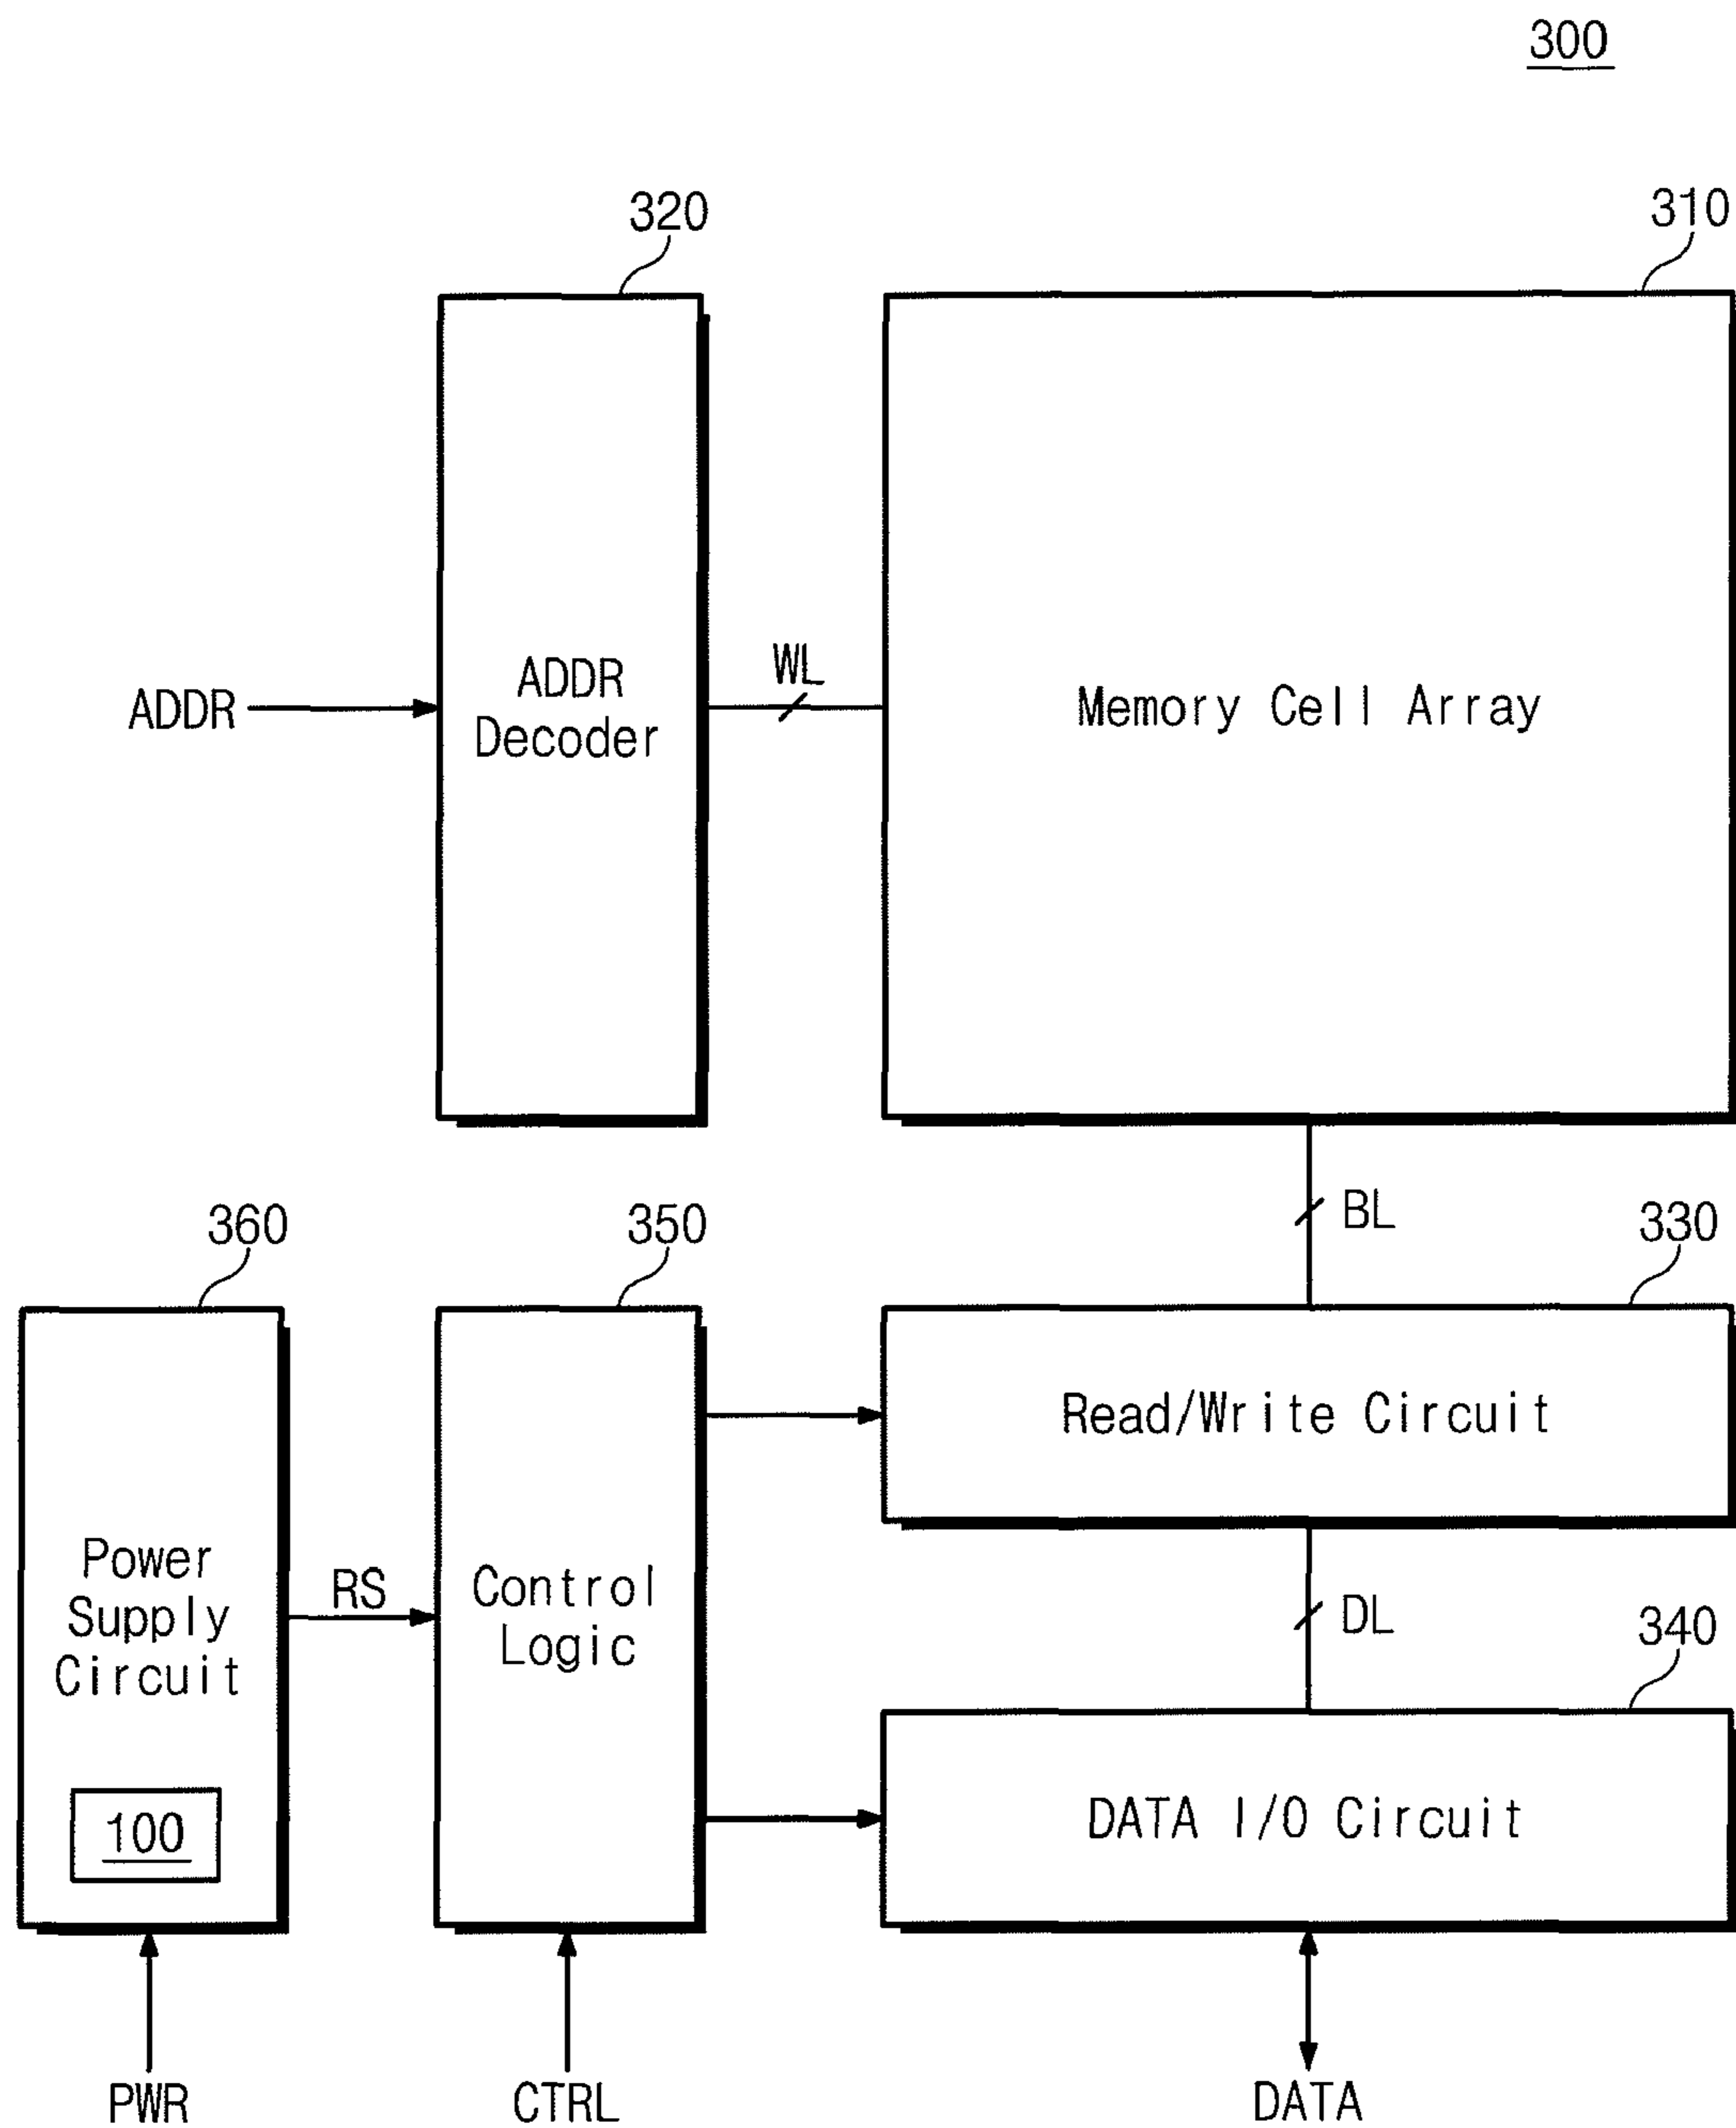 300
320
310
ADDR
ADDR
Decoder
WL
Memory Cell Array
BL
360
350
330
Read/Write Circuit
Power
Supply
Circuit
RS
Control
Logic
DL
340
100
DATA I/O Circuit
PWR
CTRL
DATA